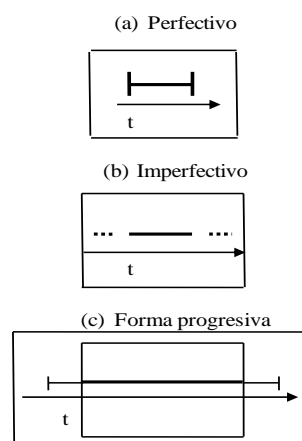 (a) Perfectivo
t
(b) Imperfectivo
t
(c) Forma progresiva
t